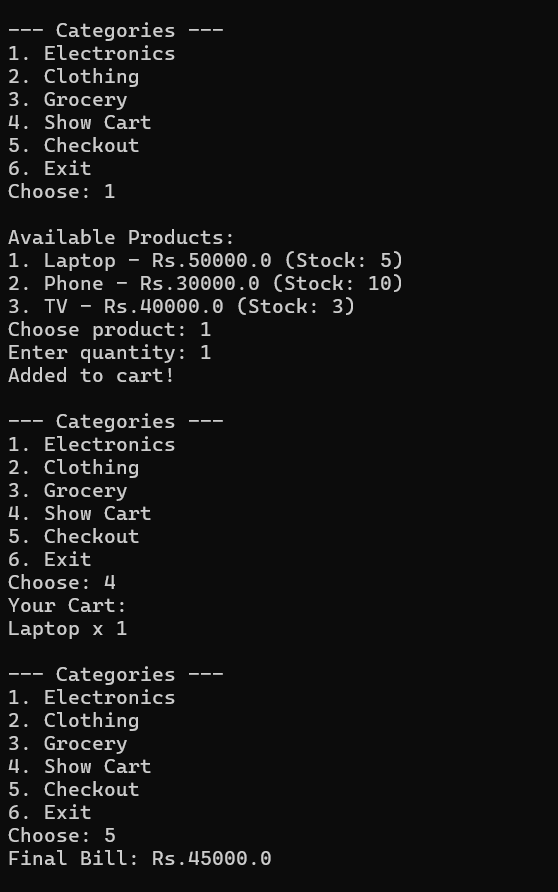 --- Categories ---
1. Electronics
2. Clothing
3. Grocery
4. Show Cart
5. Checkout
6. Exit
Choose: 1
Available Products:
1. Laptop - Rs.50000.0 (Stock: 5)
2. Phone - Rs.30000.0 (Stock: 10)
3. TV - Rs.40000.0 (Stock: 3)
Choose product: 1
Enter quantity: 1
Added to cart!
--- Categories ---
1. Electronics
2. Clothing
3. Grocery
4. Show Cart
5. Checkout
6. Exit
Choose: 4
Your Cart:
Laptop x 1
--- Categories ---
1. Electronics
2. Clothing
3. Grocery
4. Show Cart
5. Checkout
6. Exit
Choose: 5
Final Bill: Rs.45000.0